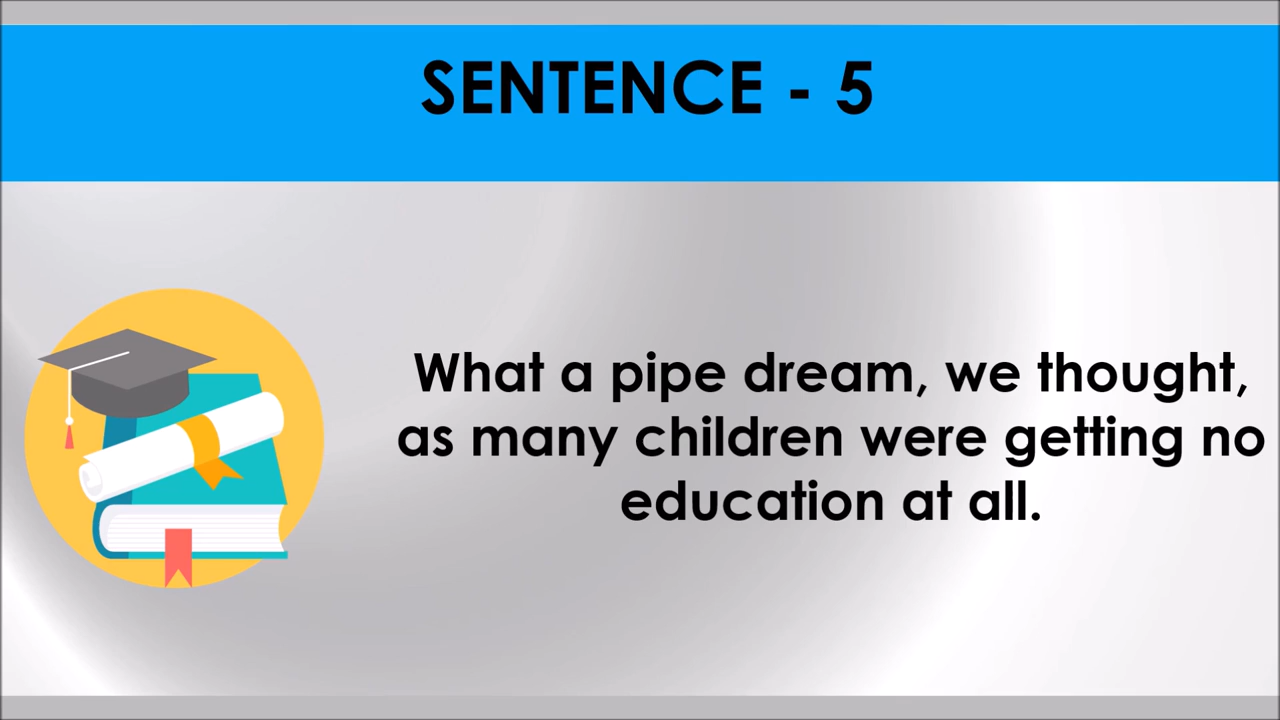 SENTENCE - 5
What a pipe dream, we thought,
as many children were getting no
education at all.